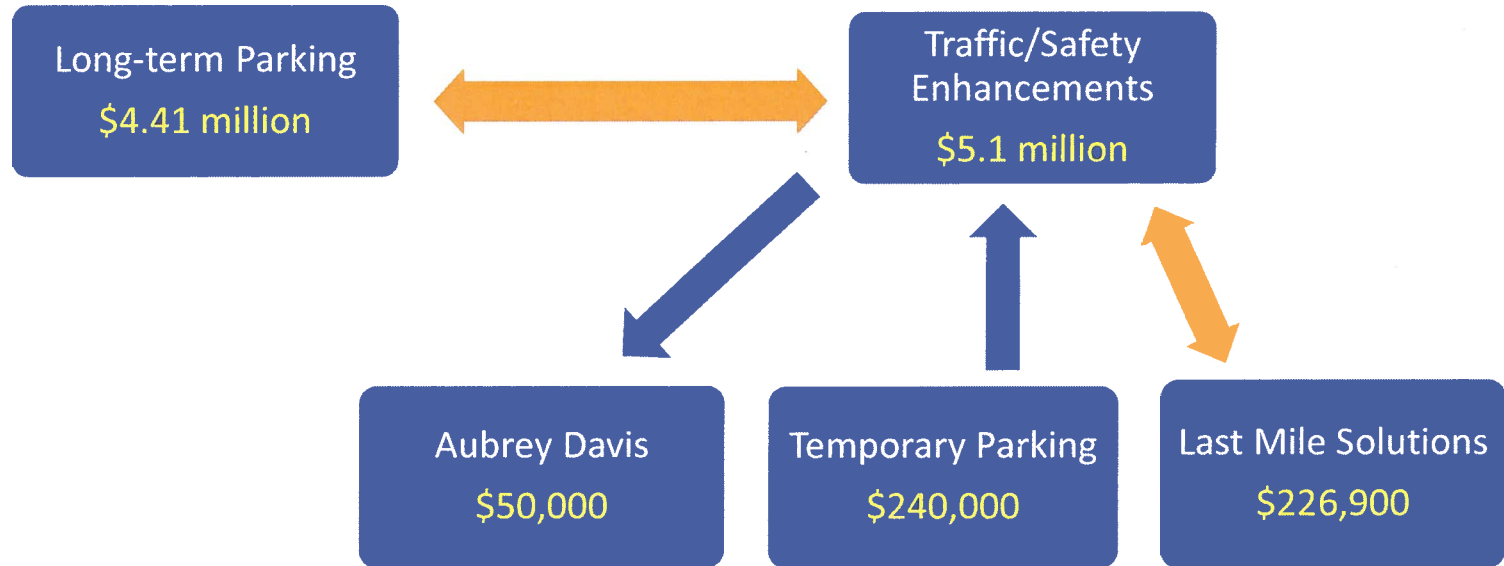 Long-term Parking
$4.41 million
Traffic/Safety
Enhancements
$5.1 million
Aubrey Davis
$50,000
Temporary Parking
$240,000
Last Mile Solutions
$226,900